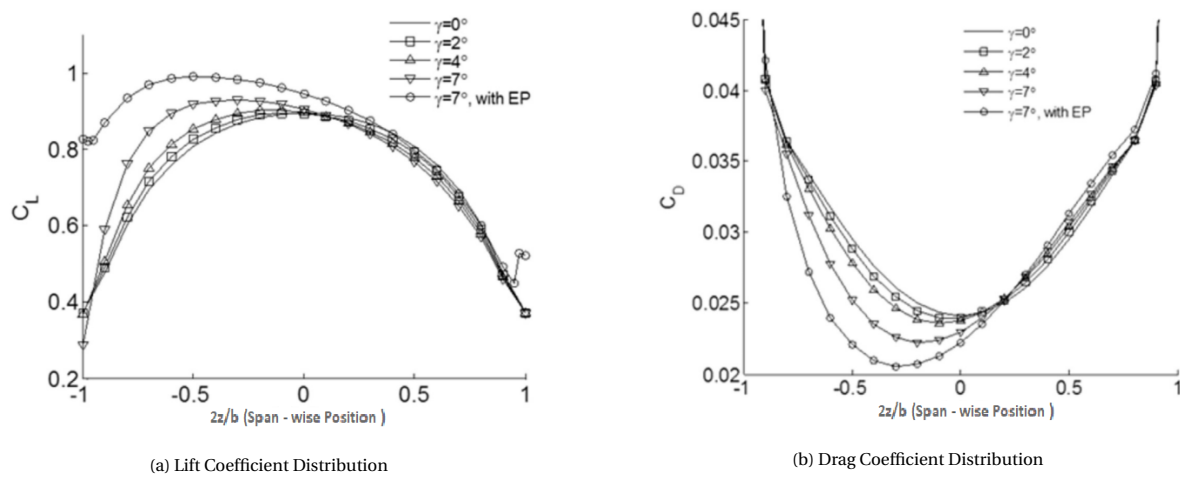 γ=0°
γ=2°
γ=4°
γ=7°
γ=7°, with EP
1
0.8
0.6
0.4
0.2
C_L
-1
-0.5
0
0.5
1
2z/b (Span - wise Position )
(a) Lift Coefficient Distribution
0.045
0.04
0.035
0.03
0.025
0.02
C_D
γ=0°
γ=2°
γ=4°
γ=7°
γ=7°, with EP
-1
-0.5
0
0.5
1
2z/b (Span - wise Position )
(b) Drag Coefficient Distribution